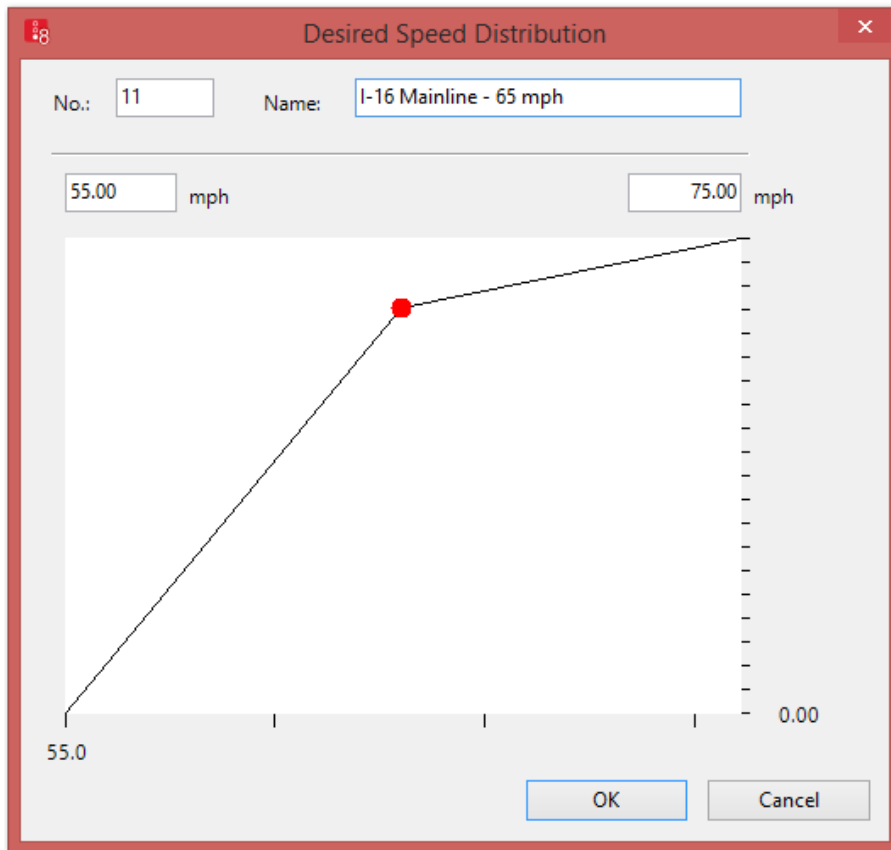 8 Desired Speed Distribution ×
No.: 11 Name: I-16 Mainline - 65 mph
55.00 mph 75.00 mph
0.00
55.0
OK Cancel